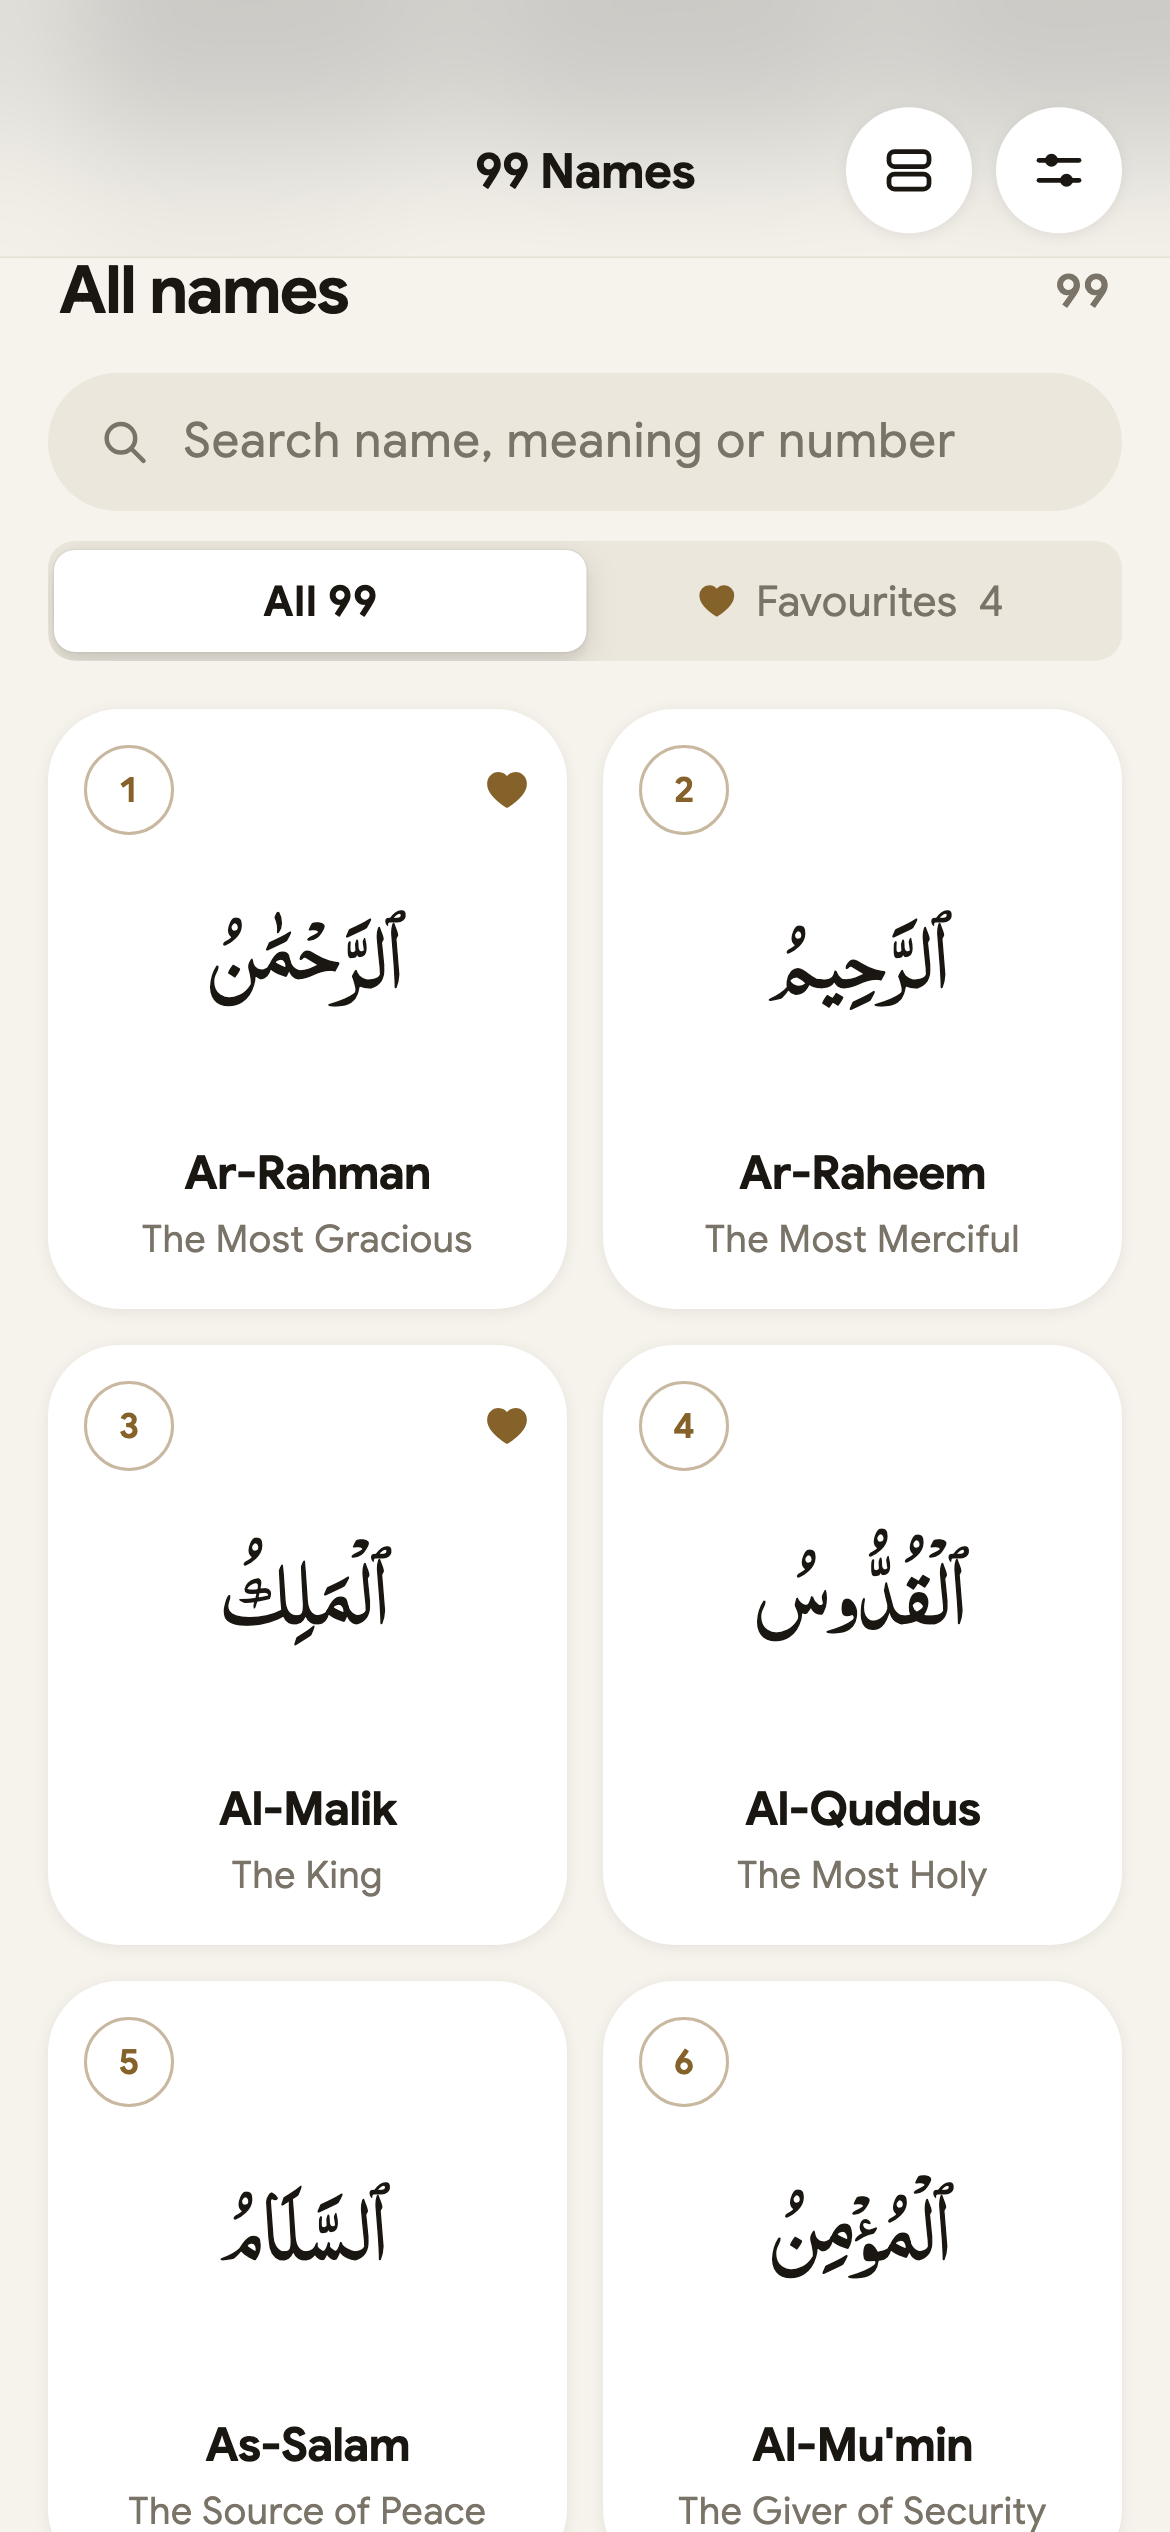 99 Names
All names 99
Search name, meaning or number
All 99
Favourites 4
1
ٱلرَّحْمَٰنُ
Ar-Rahman
The Most Gracious
2
ٱلرَّحِيمُ
Ar-Raheem
The Most Merciful
3
ٱلْمَلِكُ
Al-Malik
The King
4
ٱلْقُدُّوسُ
Al-Quddus
The Most Holy
5
ٱلسَّلَامُ
As-Salam
The Source of Peace
6
ٱلْمُؤْمِنُ
Al-Mu'min
The Giver of Security